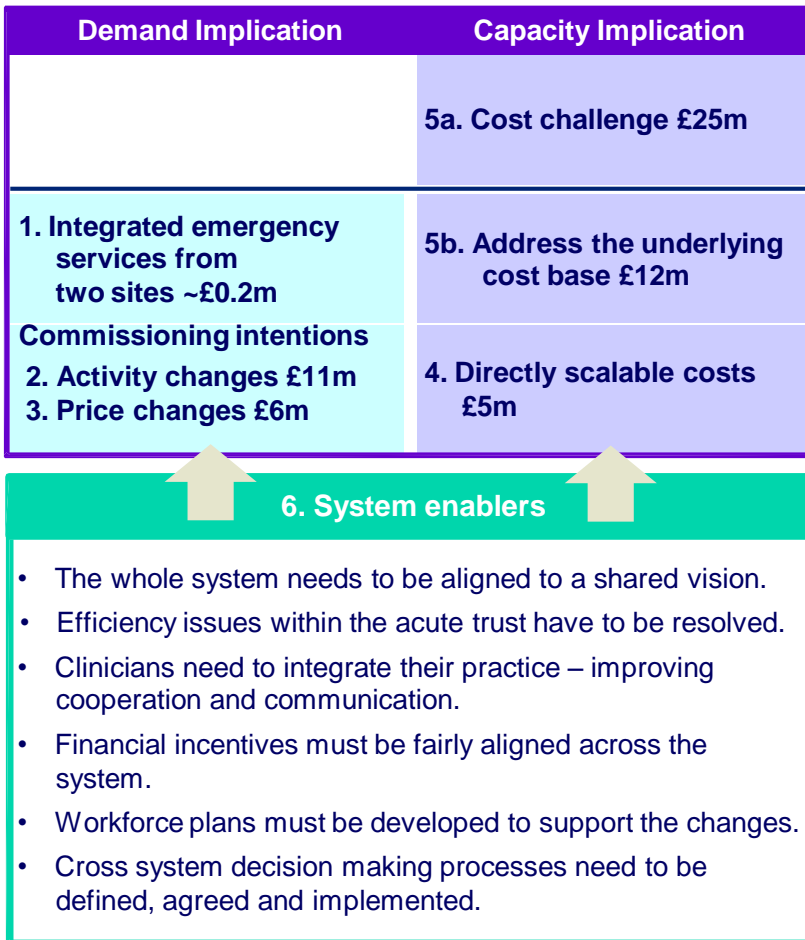 Demand Implication
Capacity Implication
5a. Cost challenge £25m
1. Integrated emergency
services from
two sites ~£0.2m
5b. Address the underlying
cost base £12m
Commissioning intentions
2. Activity changes £11m
3. Price changes £6m
4. Directly scalable costs
£5m
6. System enablers
• The whole system needs to be aligned to a shared vision.
• Efficiency issues within the acute trust have to be resolved.
• Clinicians need to integrate their practice – improving
cooperation and communication.
• Financial incentives must be fairly aligned across the
system.
• Workforce plans must be developed to support the changes.
• Cross system decision making processes need to be
defined, agreed and implemented.